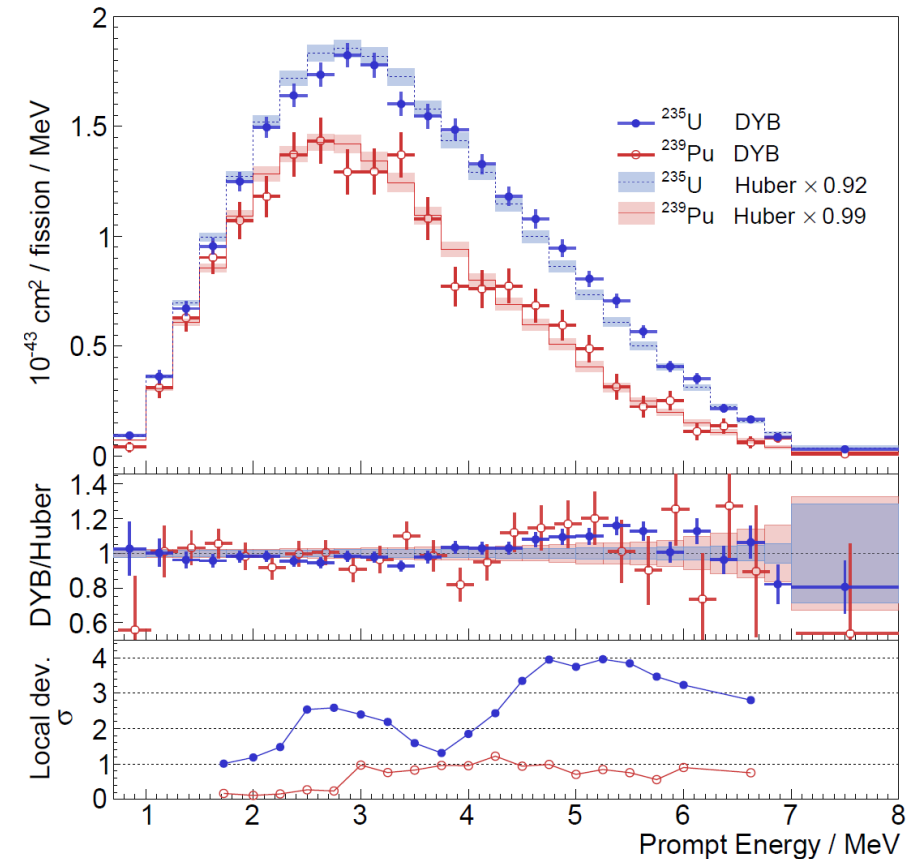 10⁻⁴³ cm² / fission / MeV
2
1.5
1
0.5
0
²³⁵U DYB
²³⁹Pu DYB
²³⁵U Huber × 0.92
²³⁹Pu Huber × 0.99
DYB/Huber
1.4
1.2
1.0
0.8
0.6
Local dev.
σ
4
3
2
1
0
1 2 3 4 5 6 7 8
Prompt Energy / MeV